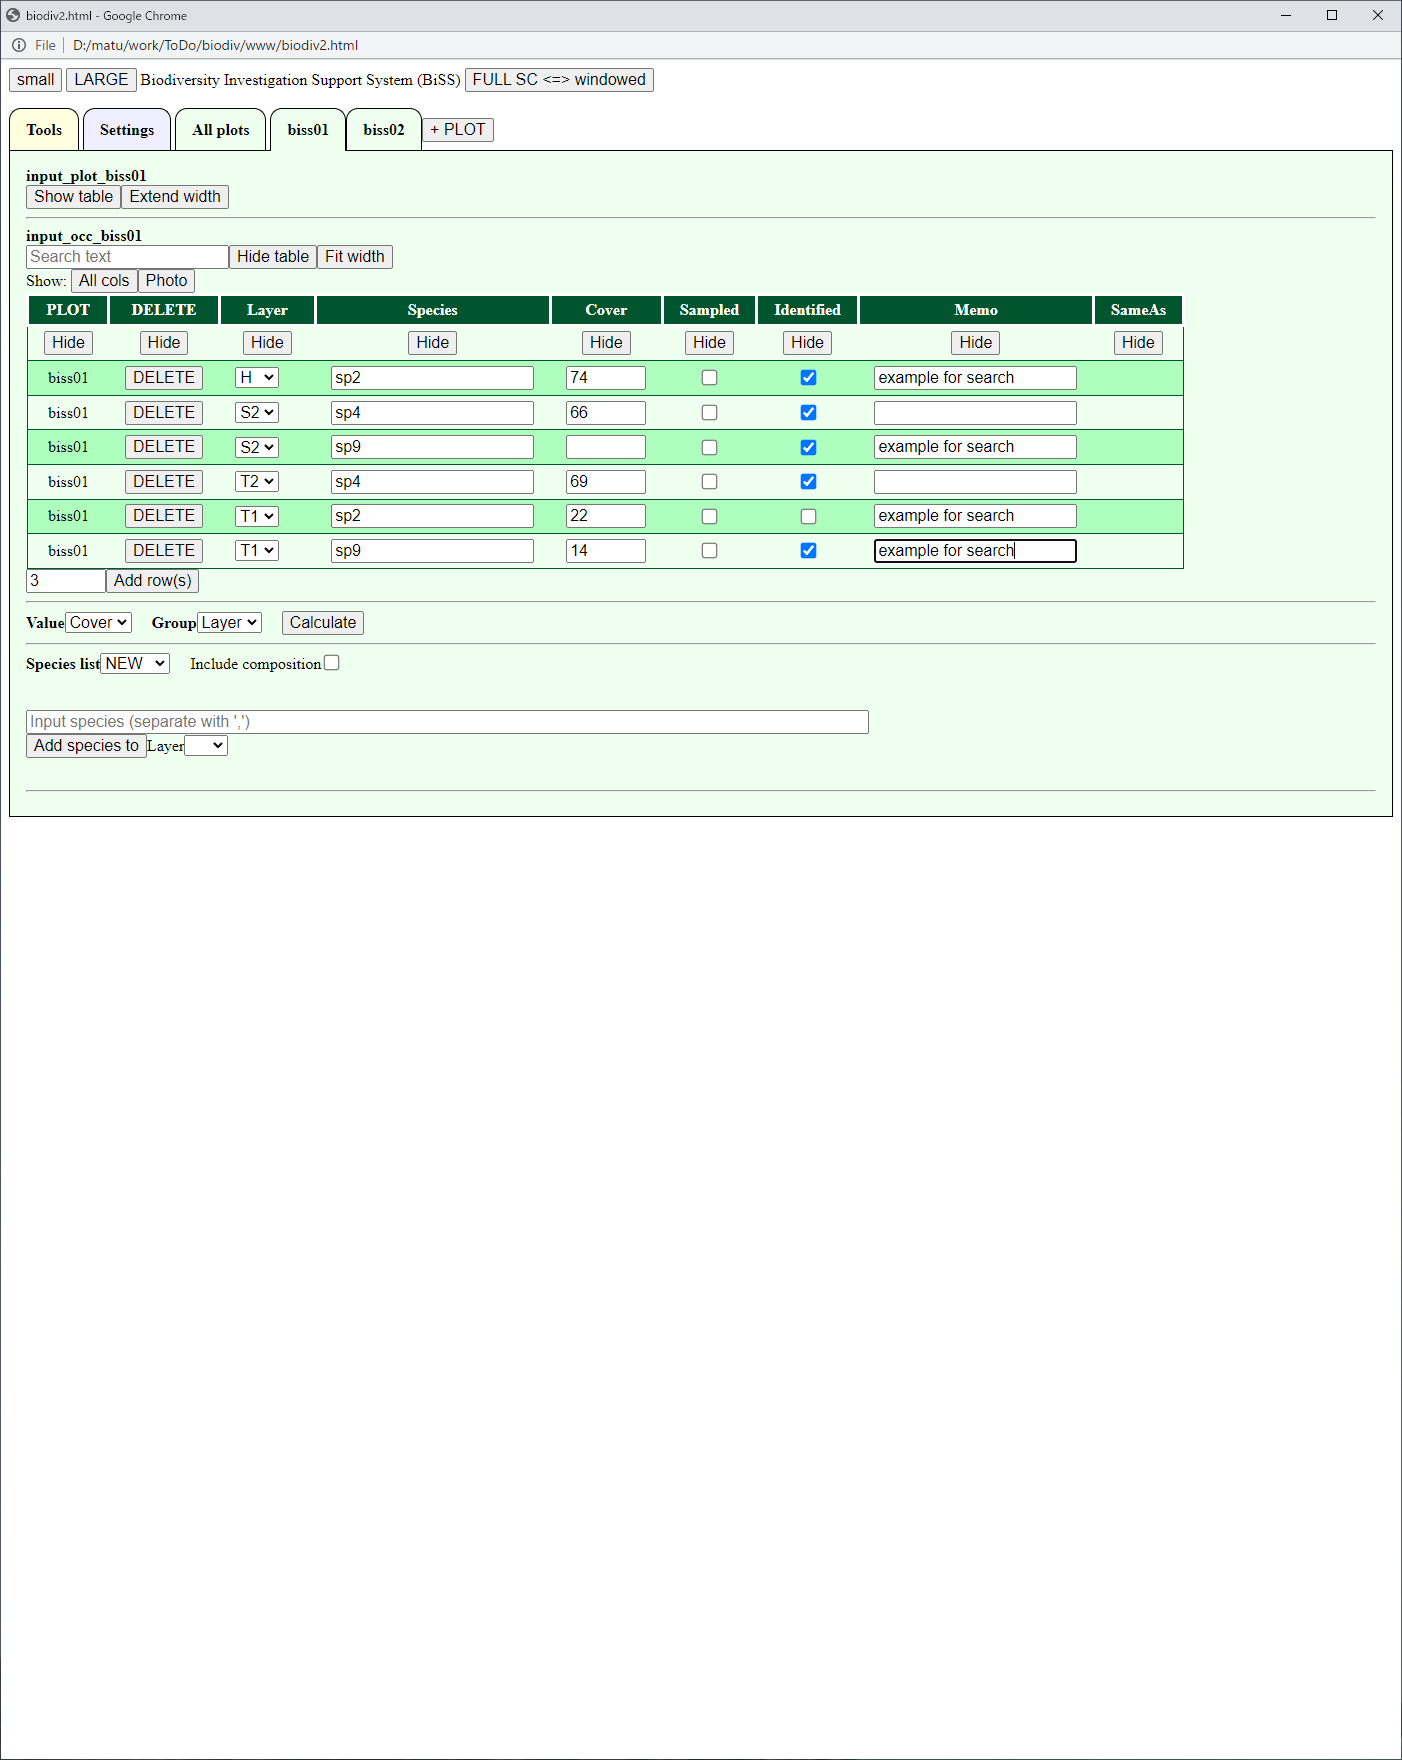 biodiv2.html - Google Chrome
File | D:/matu/work/ToDo/biodiv/www/biodiv2.html
small LARGE Biodiversity Investigation Support System (BiSS) FULL SC <=> windowed
Tools Settings All plots biss01 biss02 + PLOT
input_plot_biss01
Show table Extend width
input_occ_biss01
Search text Hide table Fit width
Show: All cols Photo
PLOT DELETE Layer Species Cover Sampled Identified Memo SameAs
Hide Hide Hide Hide Hide Hide Hide Hide Hide
biss01 DELETE H sp2 74 example for search
biss01 DELETE S2 sp4 66
biss01 DELETE S2 sp9 example for search
biss01 DELETE T2 sp4 69
biss01 DELETE T1 sp2 22 example for search
biss01 DELETE T1 sp9 14 example for search
3 Add row(s)
Value Cover Group Layer Calculate
Species list NEW Include composition
Input species (separate with ',')
Add species to Layer